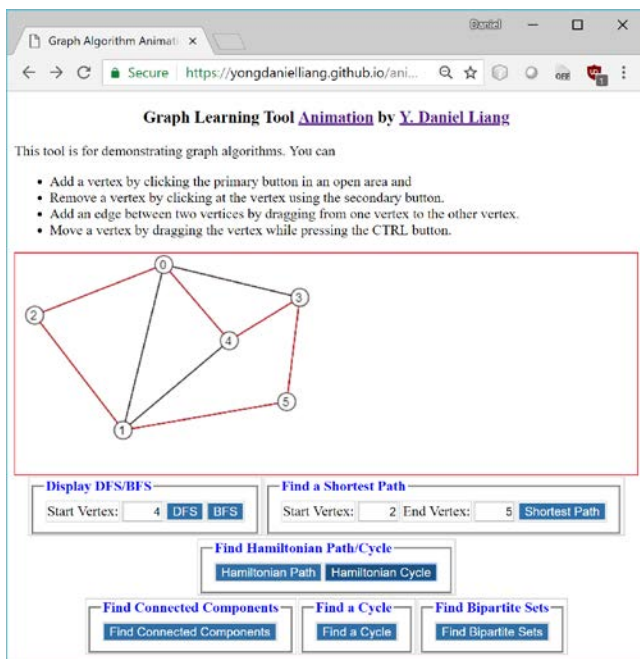 Daniel
Graph Algorithm Animati
Secure https://yongdanielliang.github.io/ani...
OFF
1
Graph Learning Tool Animation by Y. Daniel Liang
This tool is for demonstrating graph algorithms. You can
• Add a vertex by clicking the primary button in an open area and
• Remove a vertex by clicking at the vertex using the secondary button.
• Add an edge between two vertices by dragging from one vertex to the other vertex.
• Move a vertex by dragging the vertex while pressing the CTRL button.
0
3
2
4
5
1
Display DFS/BFS
Start Vertex: 4 DFS BFS
Find a Shortest Path
Start Vertex: 2 End Vertex: 5 Shortest Path
Find Hamiltonian Path/Cycle
Hamiltonian Path Hamiltonian Cycle
Find Connected Components
Find Connected Components
Find a Cycle
Find a Cycle
Find Bipartite Sets
Find Bipartite Sets